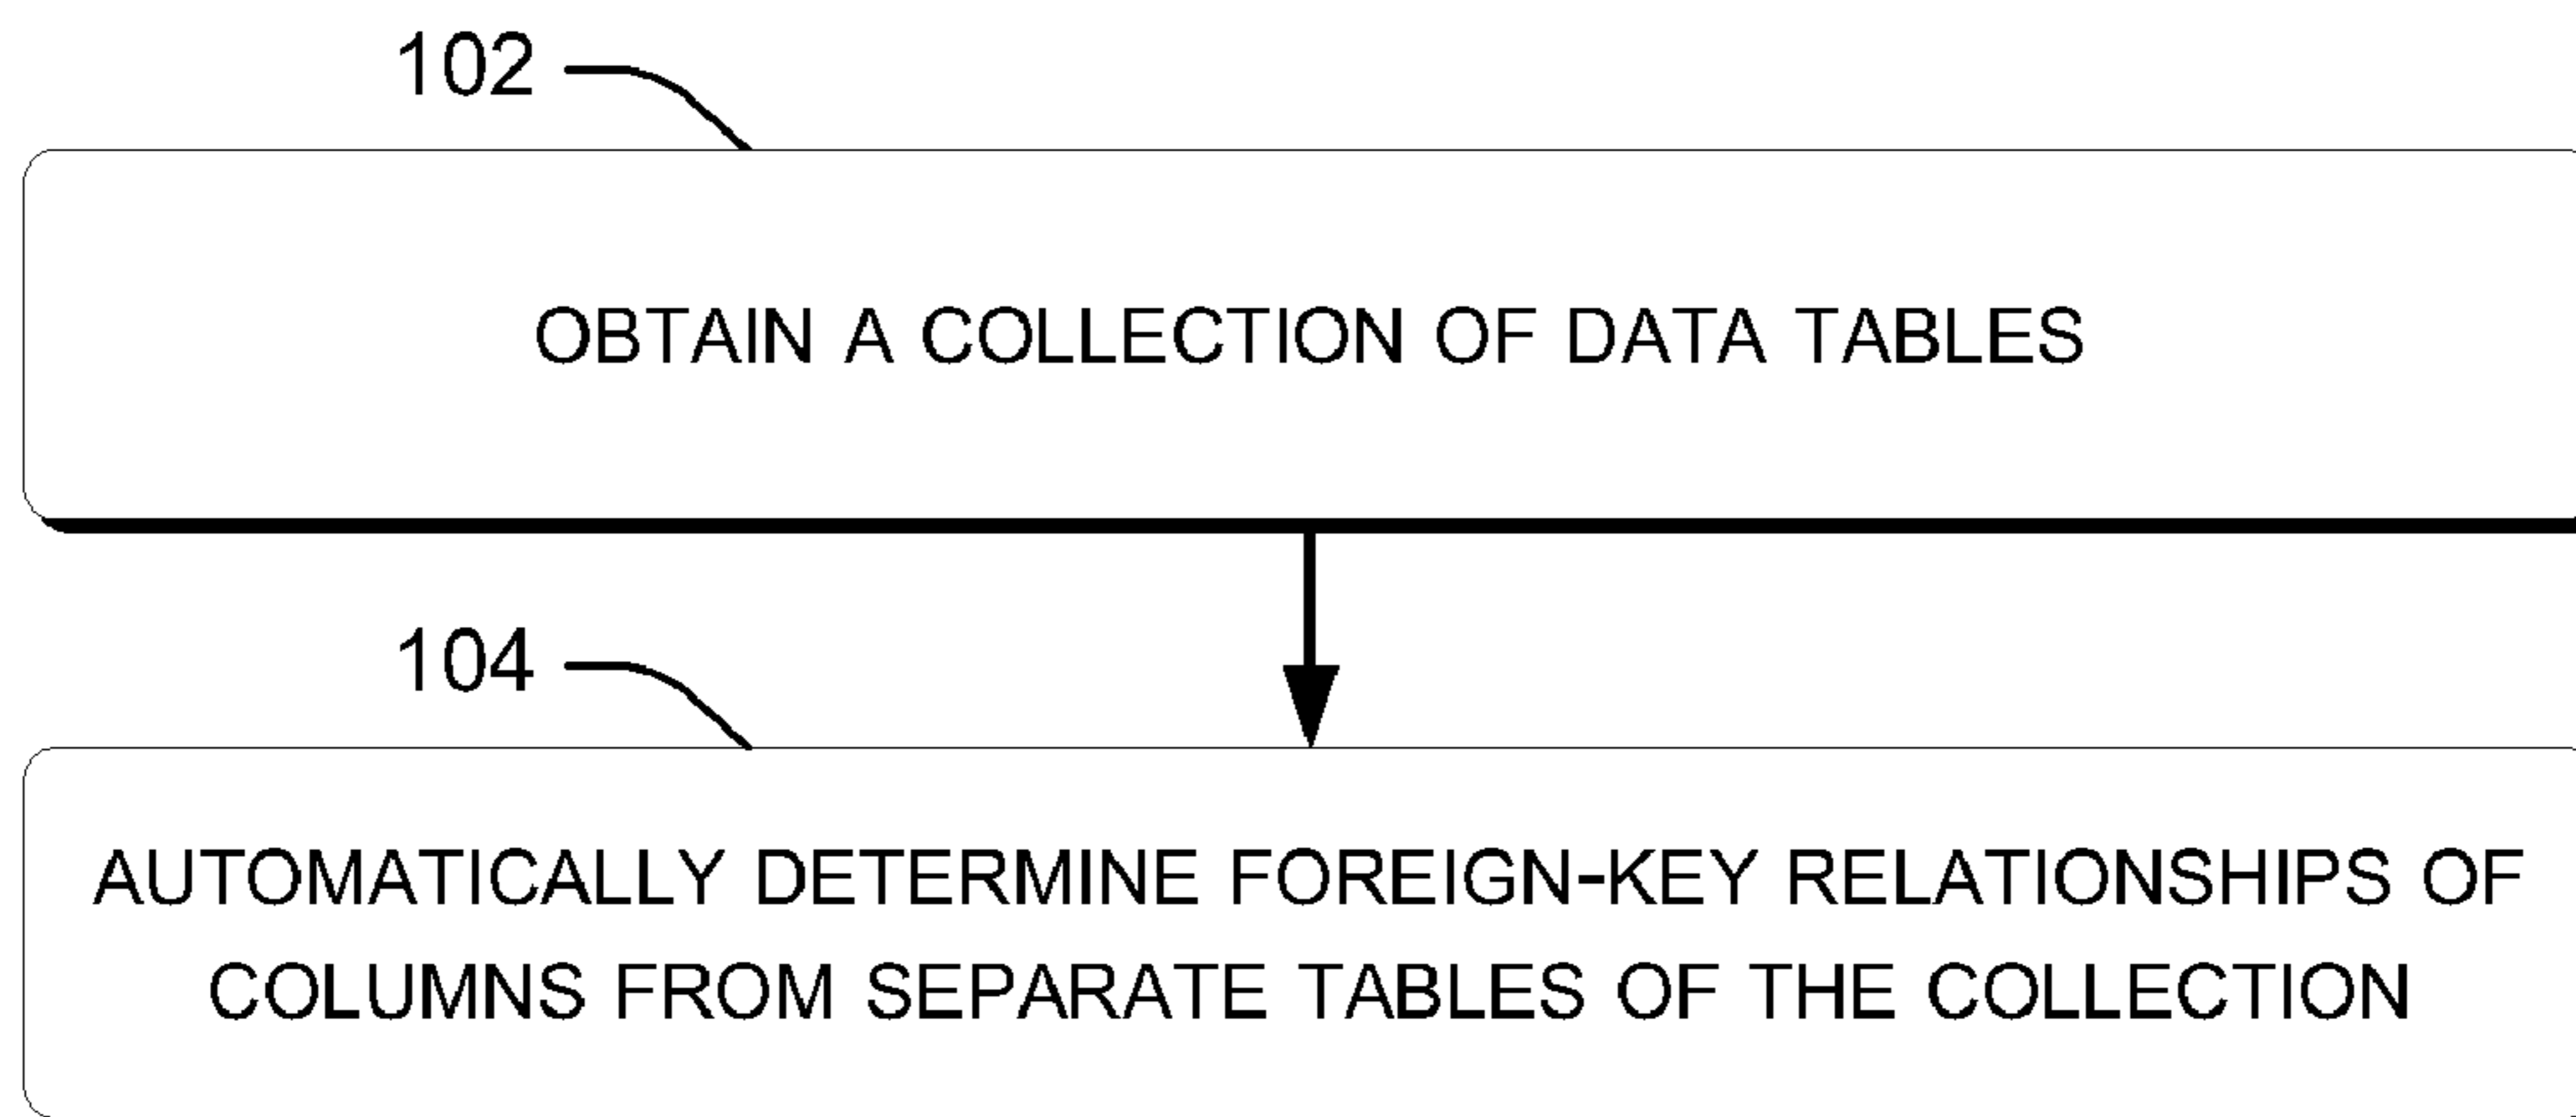 102
OBTAIN A COLLECTION OF DATA TABLES
104
AUTOMATICALLY DETERMINE FOREIGN-KEY RELATIONSHIPS OF
COLUMNS FROM SEPARATE TABLES OF THE COLLECTION